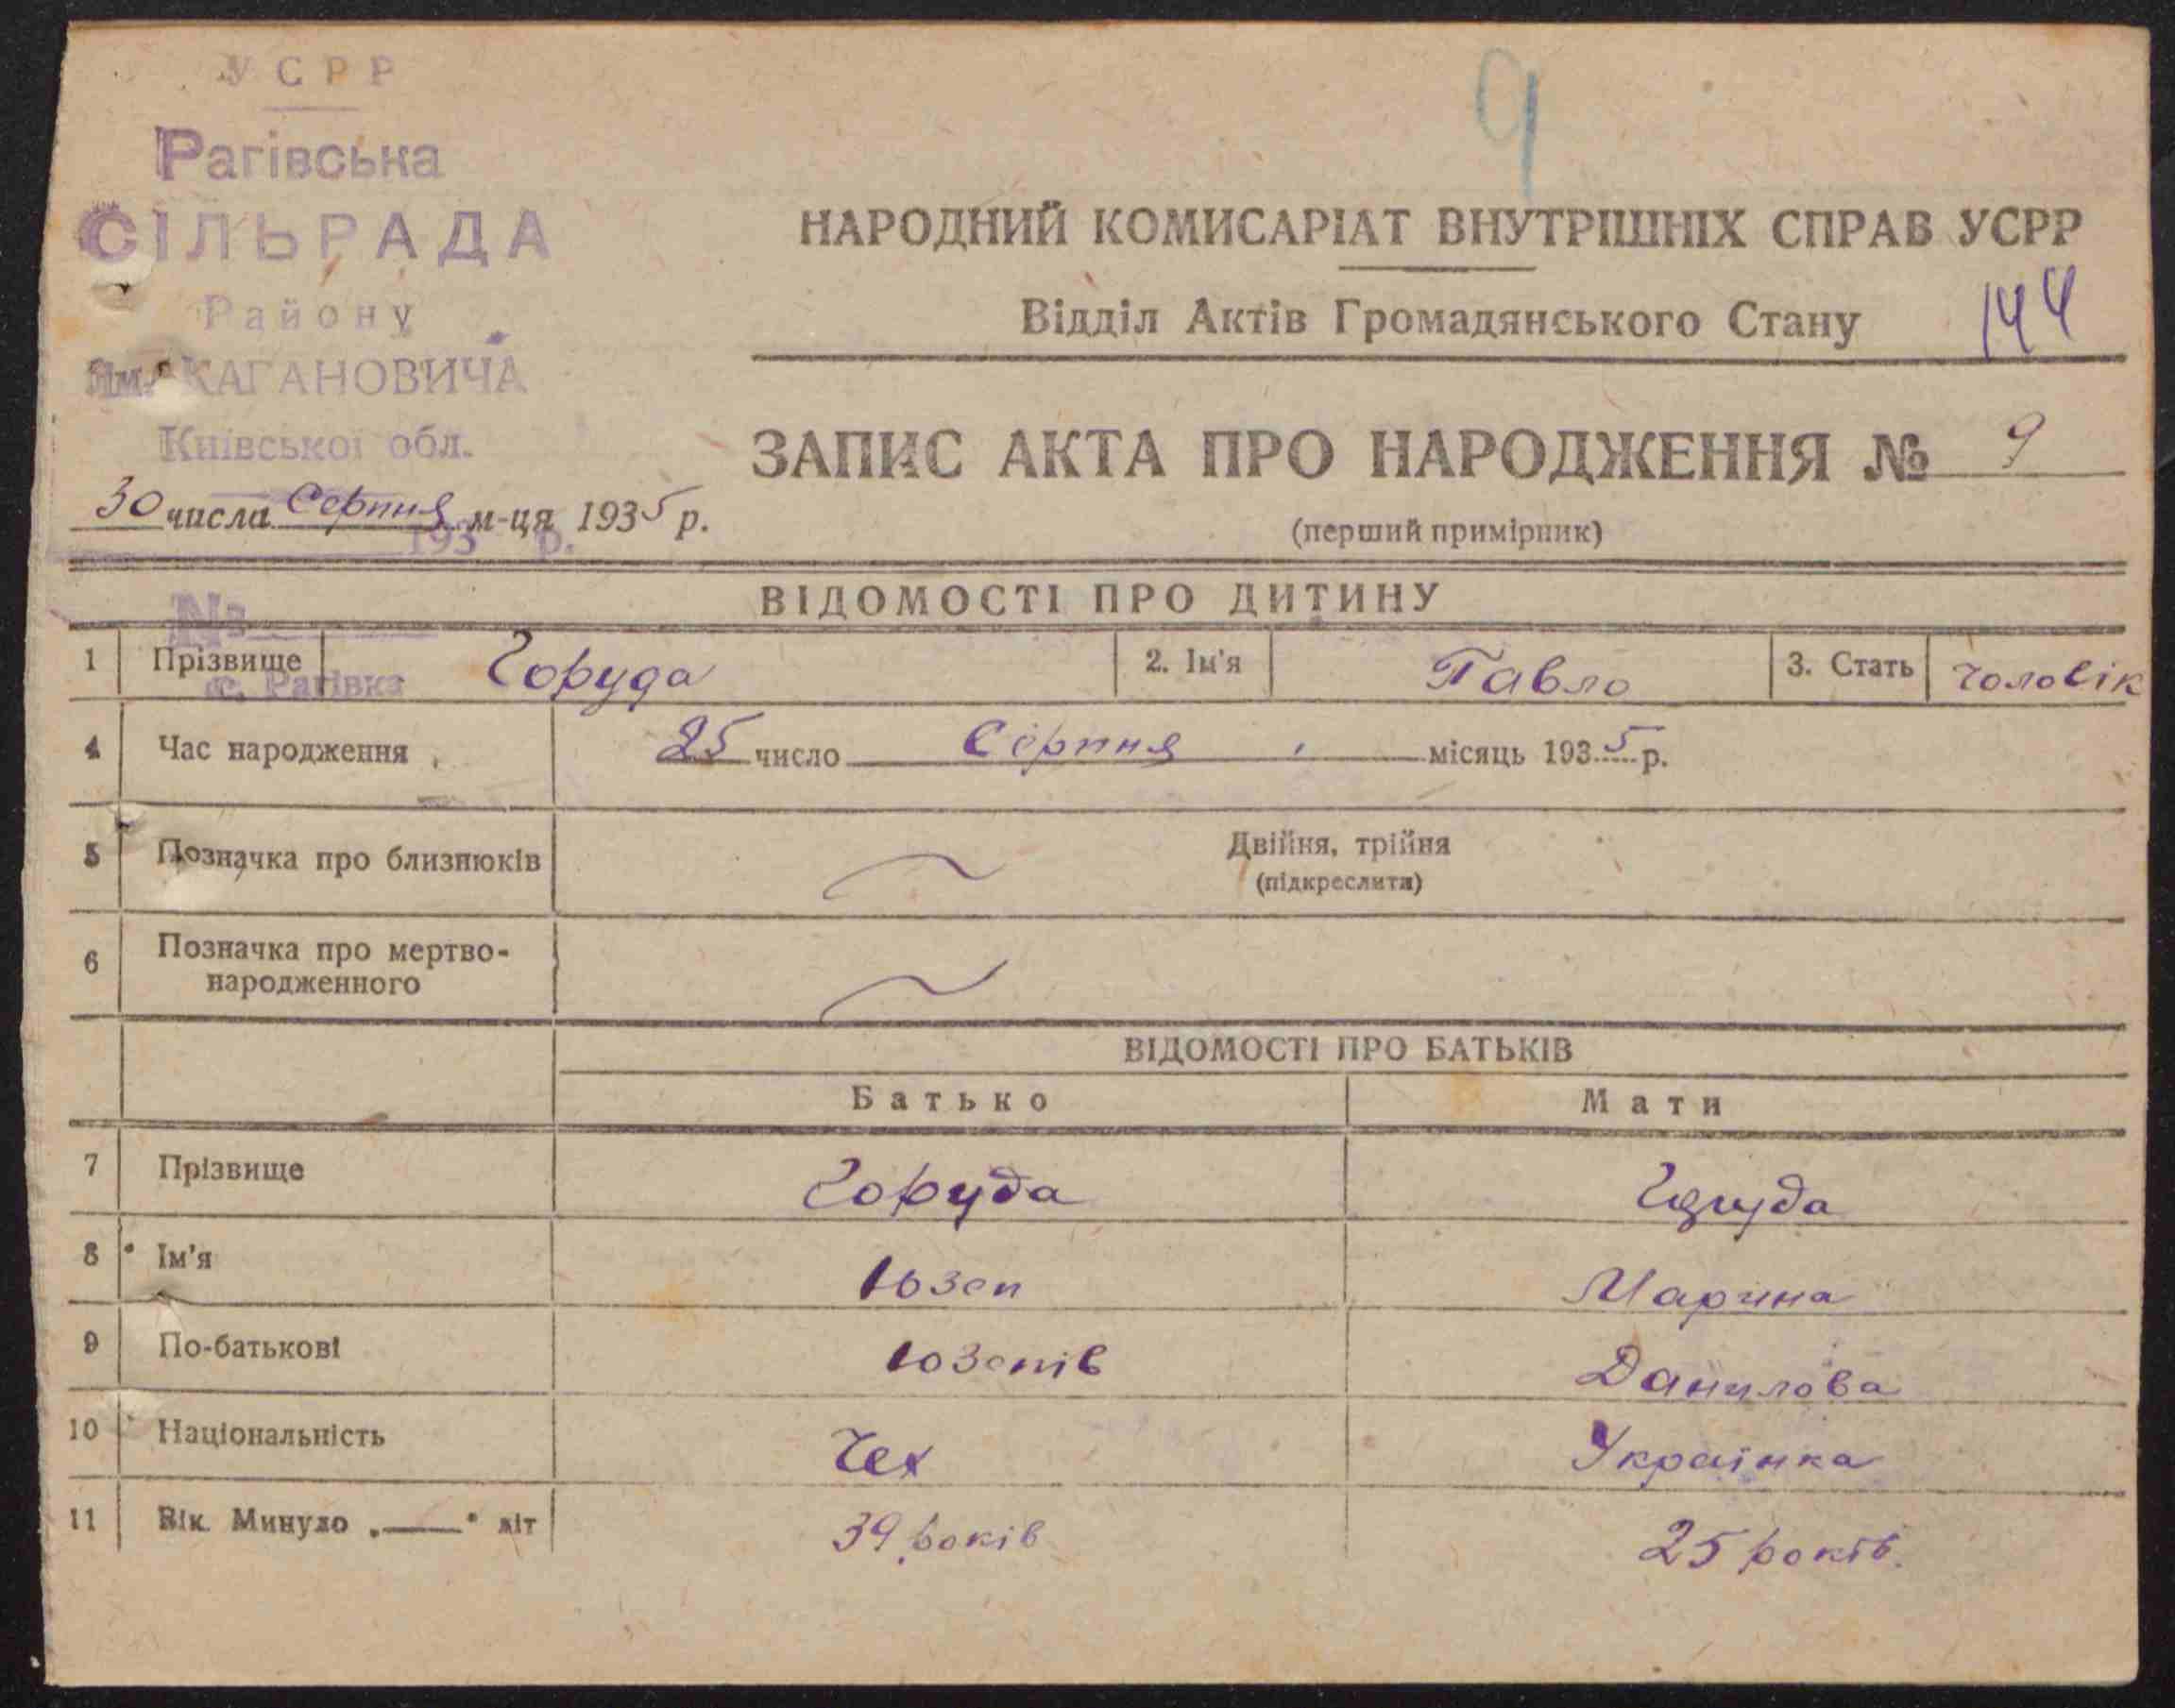 УСРР
Рагівська
СІЛЬРАДА
Району
Ім. КАГАНОВИЧА
Київської обл.
193 р.
№
с. Рагівка
9
НАРОДНИЙ КОМИСАРІАТ ВНУТРІШНІХ СПРАВ УСРР
Відділ Актів Громадянського Стану 144
ЗАПИС АКТА ПРО НАРОДЖЕННЯ № 9
(перший примірник)
30 числа Серпня м-ця 1935 р.
ВІДОМОСТІ ПРО ДИТИНУ
1 Прізвище Горуда 2. Ім'я Павло 3. Стать чоловік
4 Час народження 25 число Серпня місяць 1935 р.
5 Позначка про близнюків Двійня, трійня
(підкреслити)
6 Позначка про мертво-
народженного
ВІДОМОСТІ ПРО БАТЬКІВ
Батько Мати
7 Прізвище Горуда Горуда
8 Ім'я Юзеп Марина
9 По-батькові Юзепів Данилова
10 Національність Чех Українка
11 Вік. Минуло „—" літ 39 років 25 років.